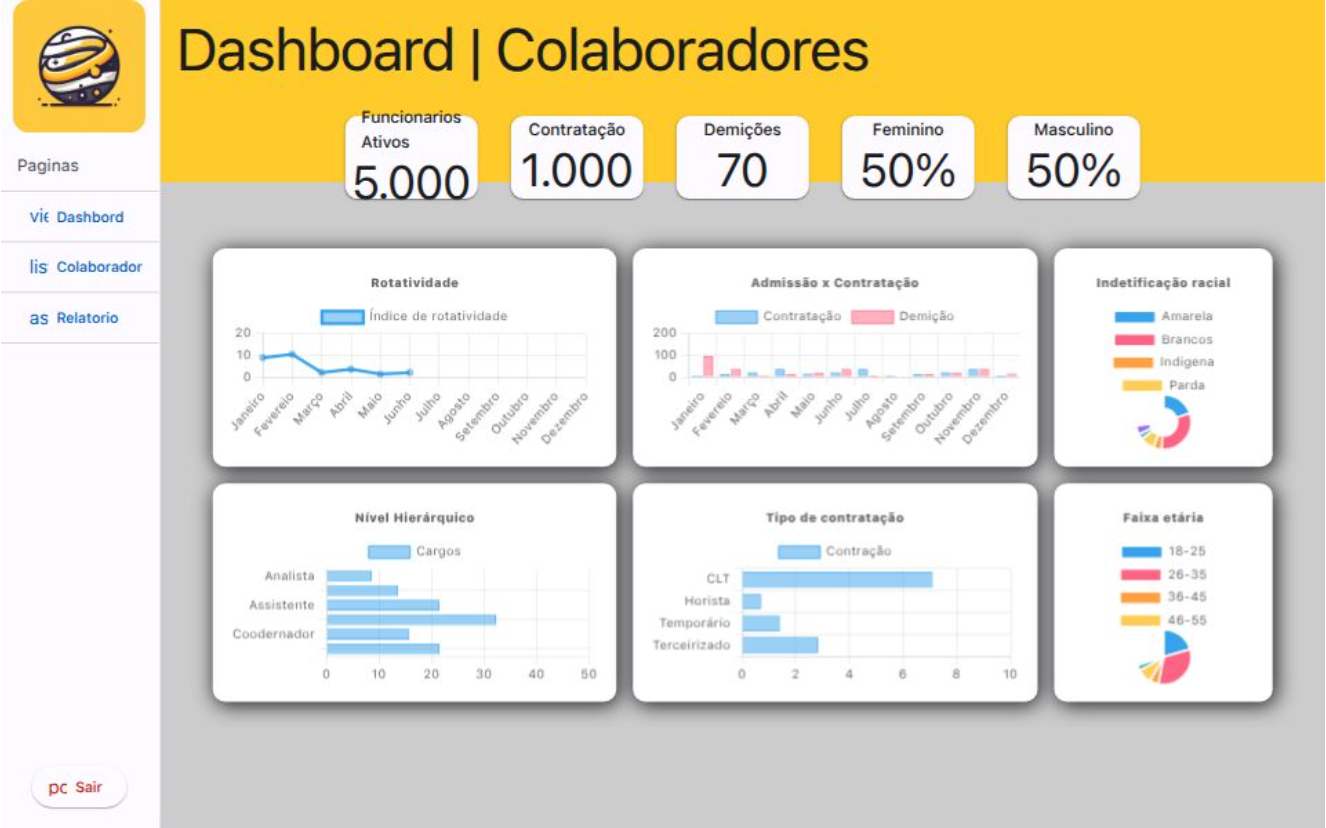 Dashboard | Colaboradores
Paginas
vie Dashbord
lis Colaborador
as Relatorio
pc Sair
Funcionarios
Ativos
5.000
Contratação
1.000
Demições
70
Feminino
50%
Masculino
50%
Rotatividade
Índice de rotatividade
20
10
0
Janeiro
Fevereio
Março
Abril
Maio
Junho
Julho
Agosto
Setembro
Outubro
Novembro
Dezembro
Admissão x Contratação
Contratação Demição
200
100
0
Janeiro
Fevereio
Março
Abril
Maio
Junho
Julho
Agosto
Setembro
Outubro
Novembro
Dezembro
Indetificação racial
Amarela
Brancos
Indigena
Parda
Nível Hierárquico
Cargos
Analista
Assistente
Coodernador
0 10 20 30 40 50
Tipo de contratação
Contração
CLT
Horista
Temporário
Terceirizado
0 2 4 6 8 10
Faixa etária
18-25
26-35
36-45
46-55